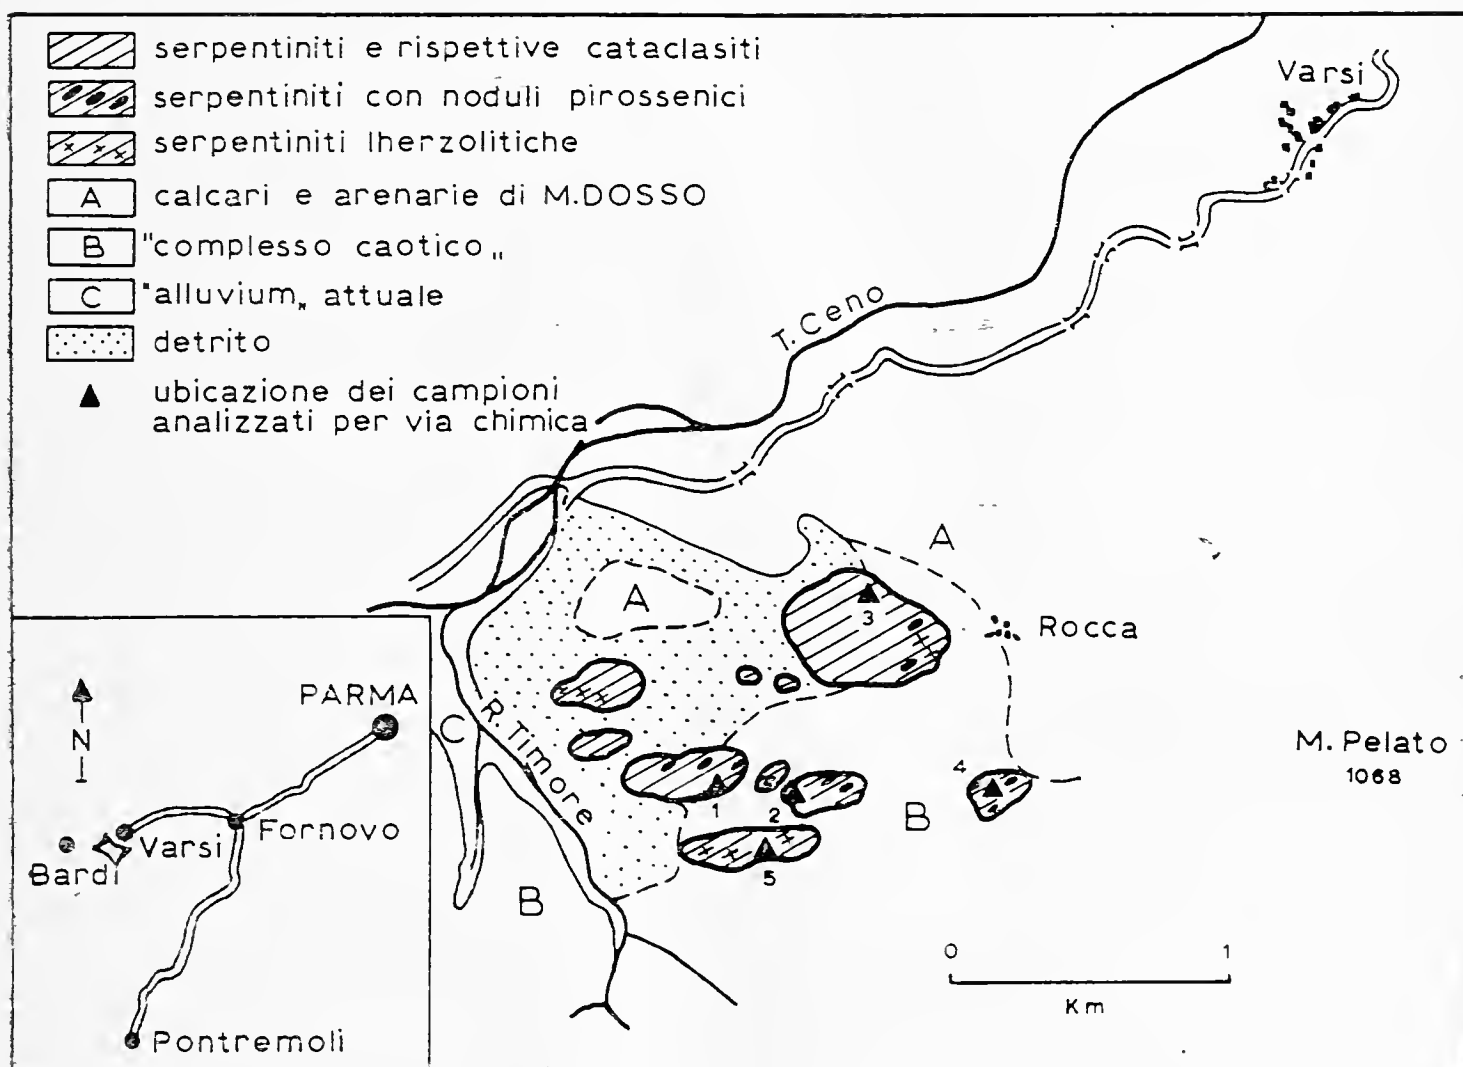 serpentiniti e rispettive cataclasiti
serpentiniti con noduli pirossenici
serpentiniti lherzolitiche
A calcari e arenarie di M.DOSSO
B "complesso caotico„
C "alluvium„ attuale
detrito
ubicazione dei campioni
analizzati per via chimica
Varsi
T. Ceno
A
A
3
Rocca
R. Timore
C
M. Pelato
1068
4
1
2
B
5
B
0 1
Km
N
PARMA
Fornovo
Varsi
Bardi
Pontremoli